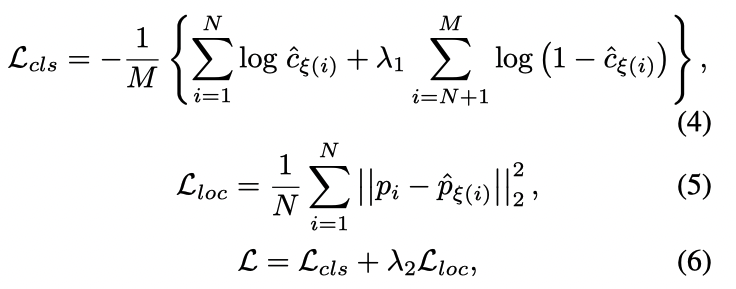 \mathcal{L}_{cls} = -\frac{1}{M} \left\{ \sum_{i=1}^{N} \log \hat{c}_{\xi(i)} + \lambda_1 \sum_{i=N+1}^{M} \log \left(1 - \hat{c}_{\xi(i)}\right) \right\}, (4)
\mathcal{L}_{loc} = \frac{1}{N} \sum_{i=1}^{N} \left|\left| p_i - \hat{p}_{\xi(i)} \right|\right|_2^2, (5)
\mathcal{L} = \mathcal{L}_{cls} + \lambda_2 \mathcal{L}_{loc}, (6)